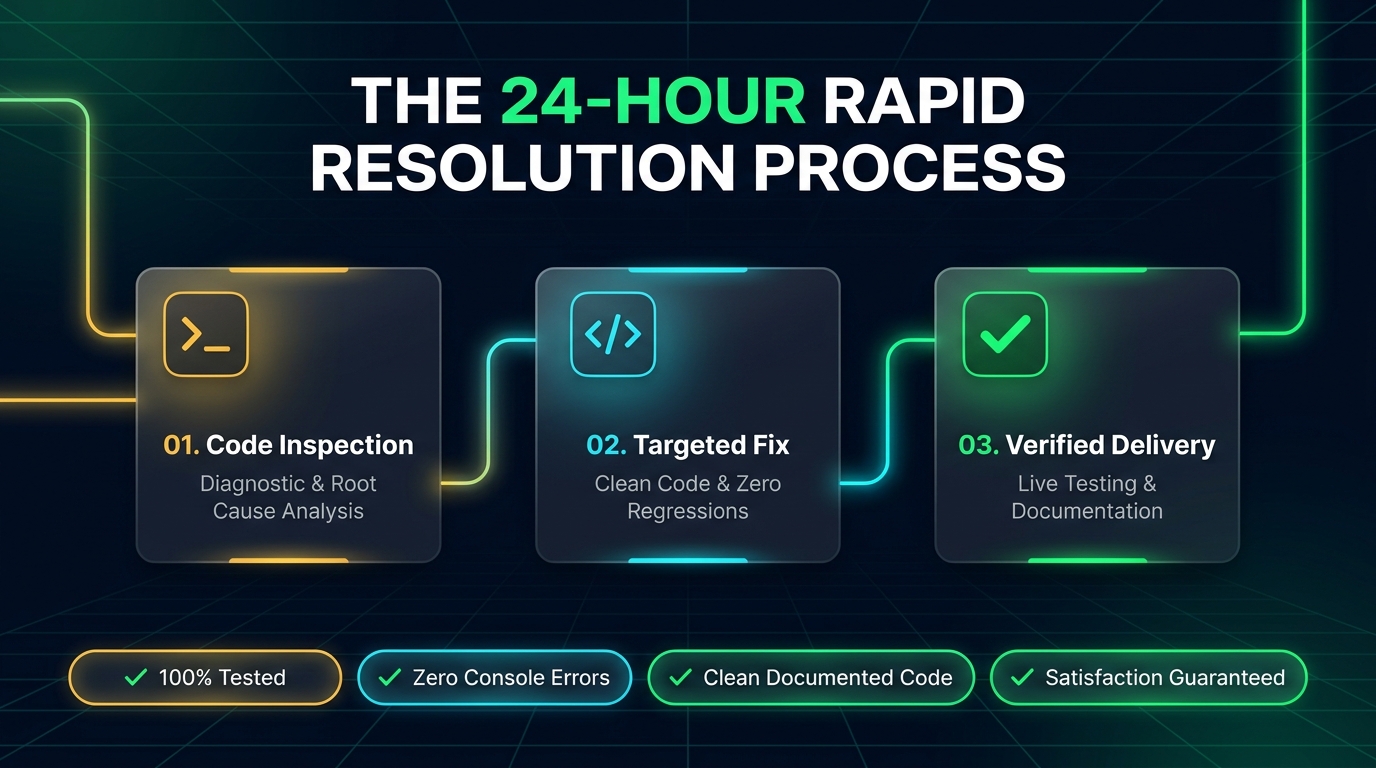 THE 24-HOUR RAPID
RESOLUTION PROCESS
01. Code Inspection
Diagnostic & Root
Cause Analysis
02. Targeted Fix
Clean Code & Zero
Regressions
03. Verified Delivery
Live Testing &
Documentation
100% Tested
Zero Console Errors
Clean Documented Code
Satisfaction Guaranteed